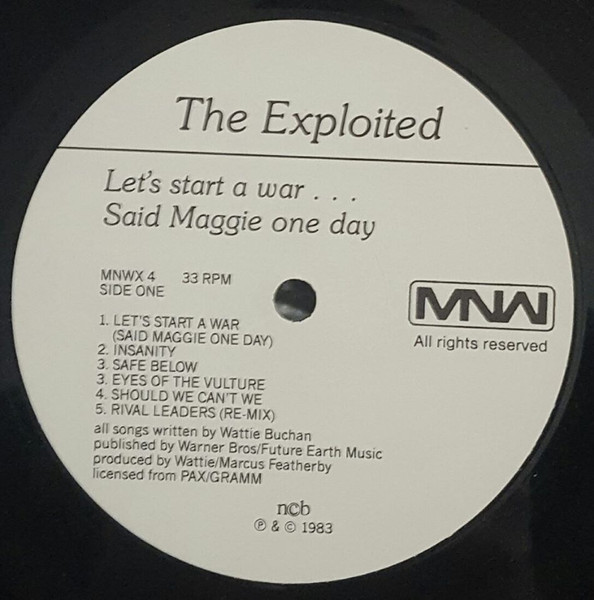 The Exploited
Let's start a war . . .
Said Maggie one day
MNWX 4 33 RPM
SIDE ONE
MNW
All rights reserved
1. LET'S START A WAR
(SAID MAGGIE ONE DAY)
2. INSANITY
3. SAFE BELOW
3. EYES OF THE VULTURE
4. SHOULD WE CAN'T WE
5. RIVAL LEADERS (RE-MIX)
all songs written by Wattie Buchan
published by Warner Bros/Future Earth Music
produced by Wattie/Marcus Featherby
licensed from PAX/GRAMM
ncb
℗ & © 1983